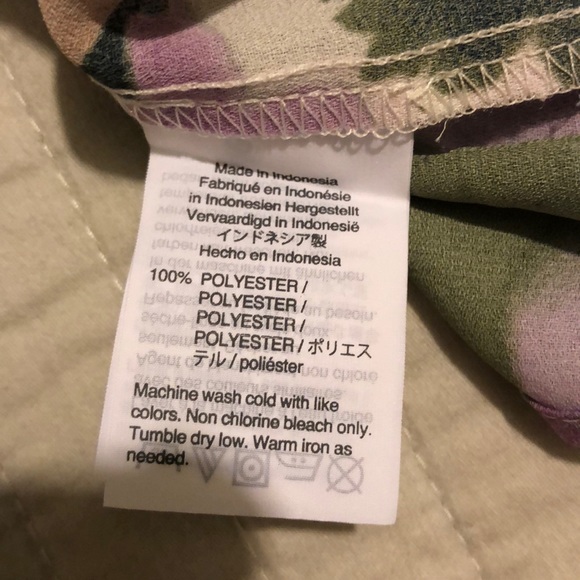 Made in Indonesia
Fabriqué en Indonésie
in Indonesien Hergestellt
Vervaardigd in Indonesië
インドネシア製
Hecho en Indonesia
100% POLYESTER /
POLYESTER /
POLYESTER /
POLYESTER / ポリエス
テル / poliéster
Machine wash cold with like
colors. Non chlorine bleach only.
Tumble dry low. Warm iron as
needed.